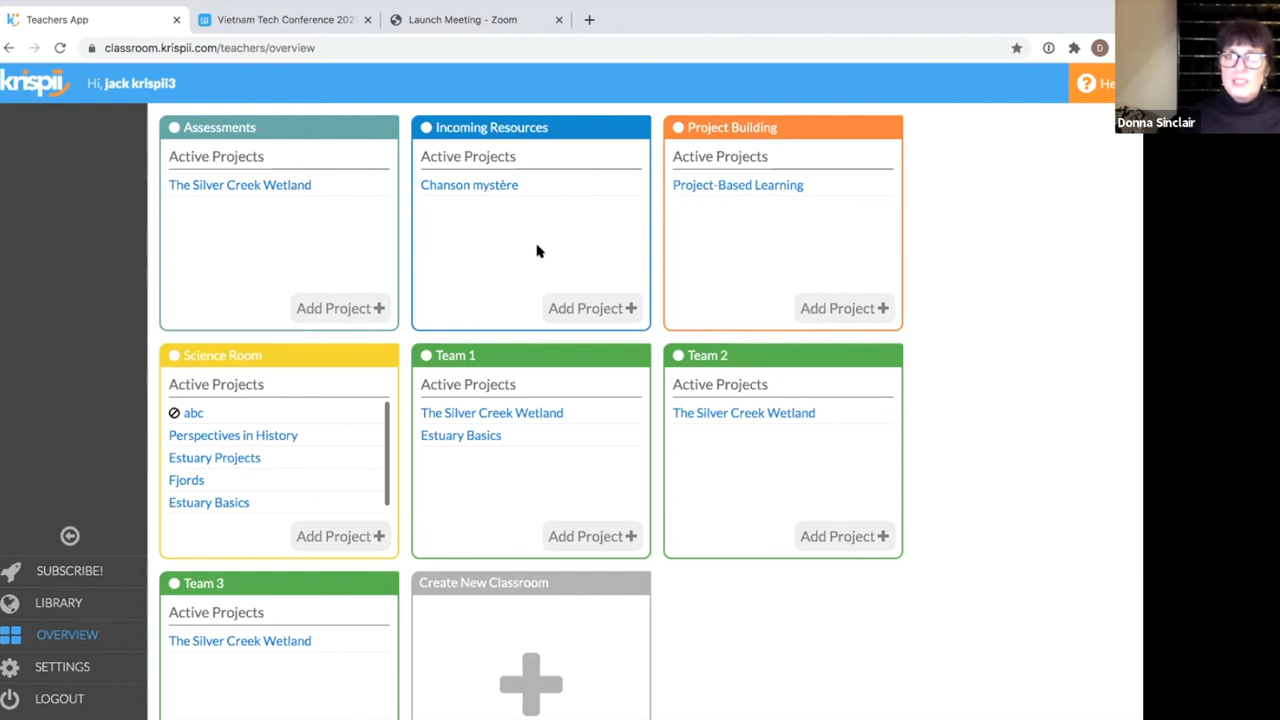 Teachers App
Vietnam Tech Conference 202
Launch Meeting - Zoom
classroom.krispii.com/teachers/overview
D
krispii
Hi, jack krispii3
He
Donna Sinclair
Assessments
Active Projects
The Silver Creek Wetland
Add Project
Incoming Resources
Active Projects
Chanson mystère
Add Project
Project Building
Active Projects
Project-Based Learning
Add Project
Science Room
Active Projects
abc
Perspectives in History
Estuary Projects
Fjords
Estuary Basics
Add Project
Team 1
Active Projects
The Silver Creek Wetland
Estuary Basics
Add Project
Team 2
Active Projects
The Silver Creek Wetland
Add Project
Team 3
Active Projects
The Silver Creek Wetland
Create New Classroom
SUBSCRIBE!
LIBRARY
OVERVIEW
SETTINGS
LOGOUT